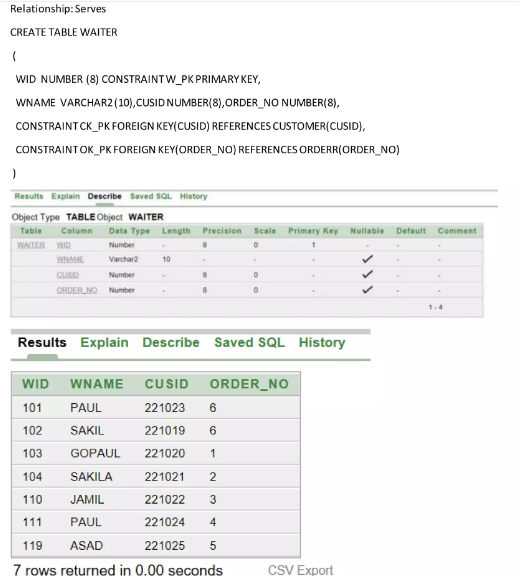 Relationship: Serves
CREATE TABLE WAITER
(
WID NUMBER (8) CONSTRAINT W_PK PRIMARY KEY,
WNAME VARCHAR2 (10),CUSID NUMBER(8),ORDER_NO NUMBER(8),
CONSTRAINT CK_PK FOREIGN KEY(CUSID) REFERENCES CUSTOMER(CUSID),
CONSTRAINT OK_PK FOREIGN KEY(ORDER_NO) REFERENCES ORDERR(ORDER_NO)
)
Results Explain Describe Saved SQL History
Object Type TABLE Object WAITER
Table Column Data Type Length Precision Scale Primary Key Nullable Default Comment
WAITER WID Number - 8 0 1 - - -
WNAME Varchar2 10 - - - ✓ - -
CUSID Number - 8 0 - ✓ - -
ORDER_NO Number - 8 0 - ✓ - -
1 - 4
Results Explain Describe Saved SQL History
WID WNAME CUSID ORDER_NO
101 PAUL 221023 6
102 SAKIL 221019 6
103 GOPAUL 221020 1
104 SAKILA 221021 2
110 JAMIL 221022 3
111 PAUL 221024 4
119 ASAD 221025 5
7 rows returned in 0.00 seconds CSV Export